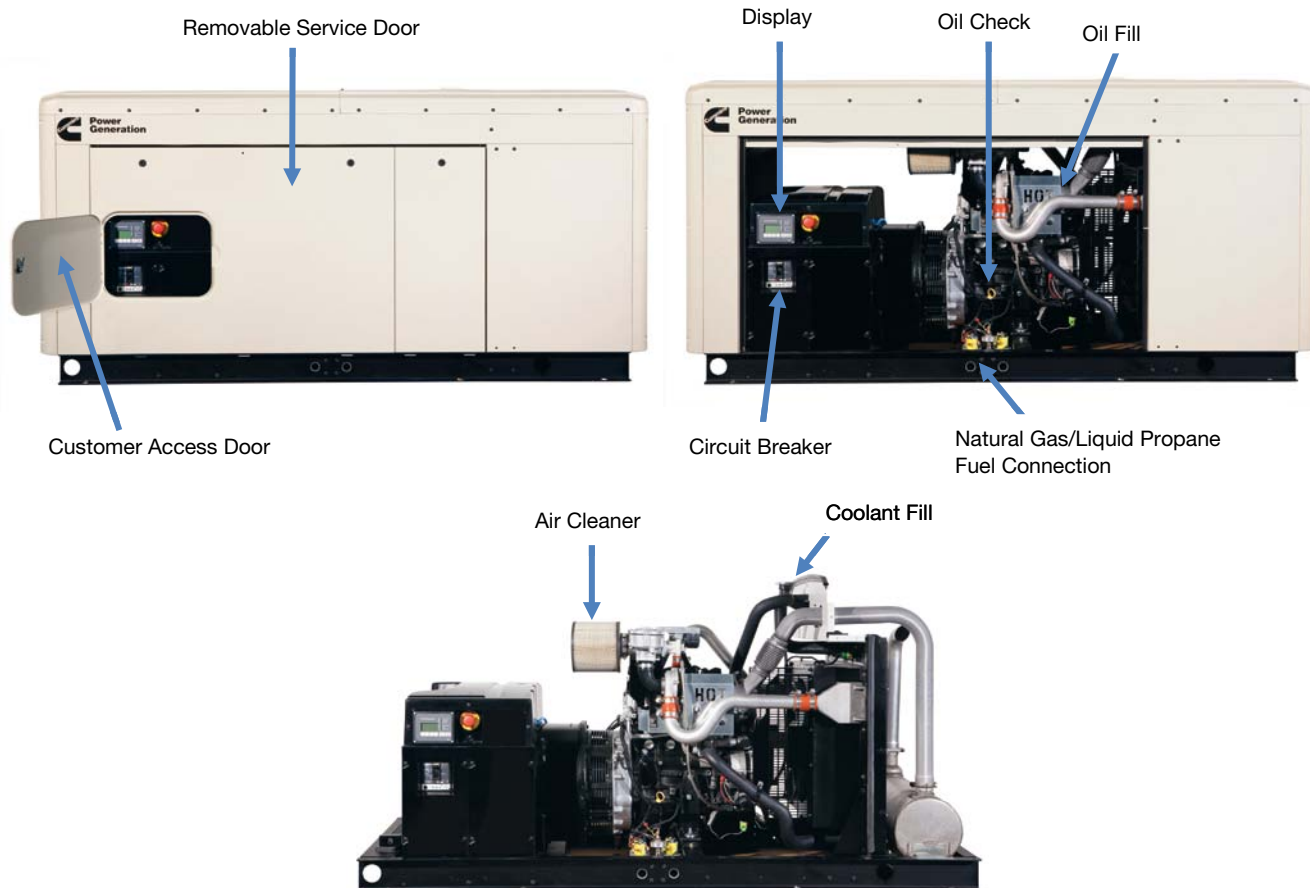 Removable Service Door
Display
Oil Check
Oil Fill
Power
Generation
Power
Generation
HOT
Customer Access Door
Circuit Breaker
Natural Gas/Liquid Propane
Fuel Connection
Air Cleaner
Coolant Fill
HOT